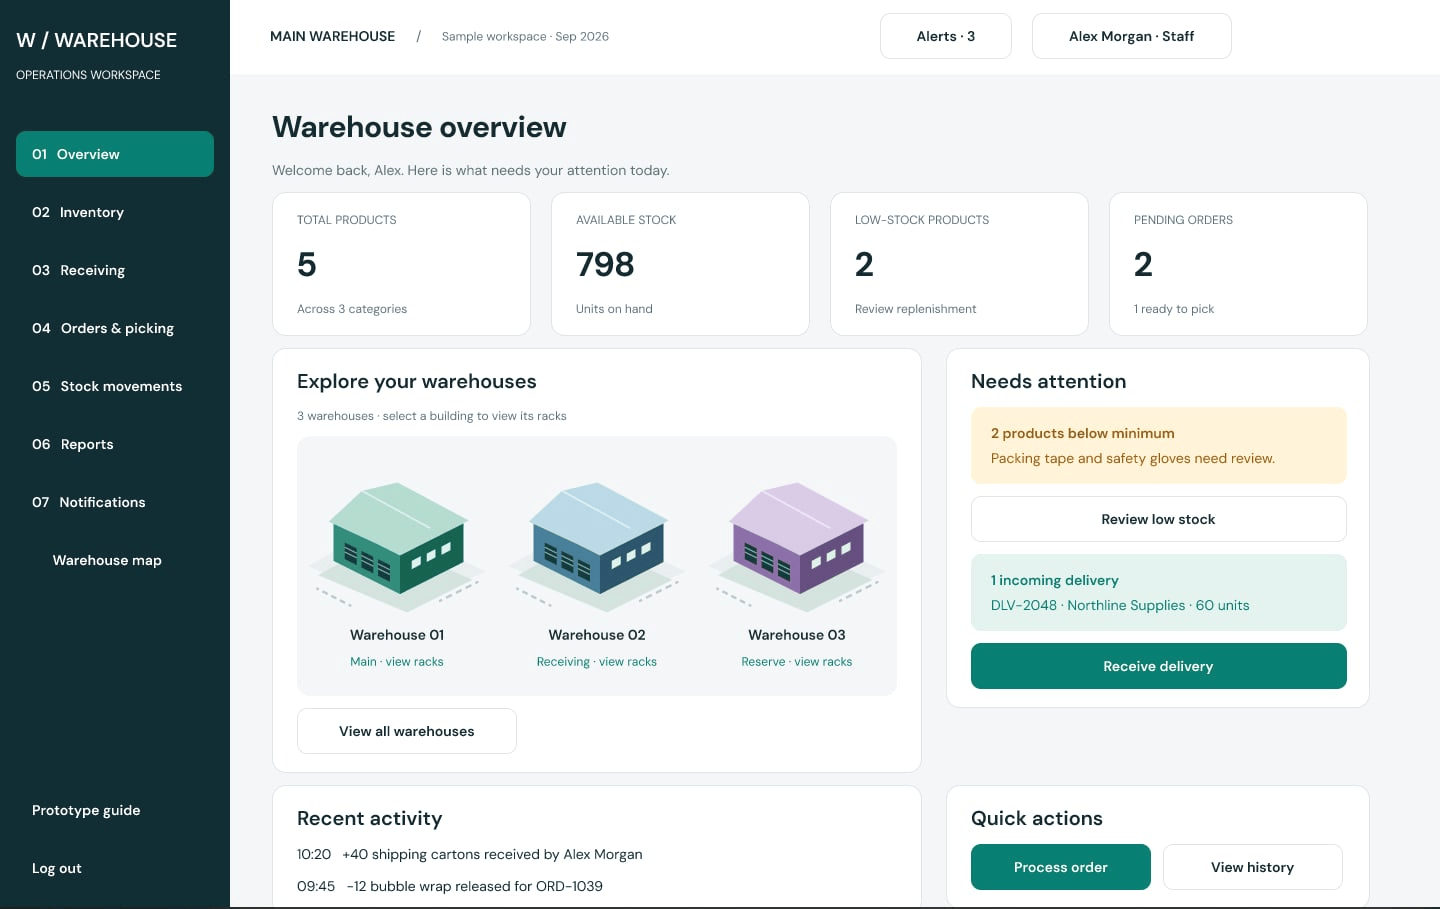 W / WAREHOUSE
OPERATIONS WORKSPACE
01 Overview
02 Inventory
03 Receiving
04 Orders & picking
05 Stock movements
06 Reports
07 Notifications
Warehouse map
Prototype guide
Log out
MAIN WAREHOUSE / Sample workspace · Sep 2026
Alerts · 3
Alex Morgan · Staff
Warehouse overview
Welcome back, Alex. Here is what needs your attention today.
TOTAL PRODUCTS
5
Across 3 categories
AVAILABLE STOCK
798
Units on hand
LOW-STOCK PRODUCTS
2
Review replenishment
PENDING ORDERS
2
1 ready to pick
Explore your warehouses
3 warehouses · select a building to view its racks
Warehouse 01
Main · view racks
Warehouse 02
Receiving · view racks
Warehouse 03
Reserve · view racks
View all warehouses
Needs attention
2 products below minimum
Packing tape and safety gloves need review.
Review low stock
1 incoming delivery
DLV-2048 · Northline Supplies · 60 units
Receive delivery
Recent activity
10:20 +40 shipping cartons received by Alex Morgan
09:45 -12 bubble wrap released for ORD-1039
Quick actions
Process order
View history